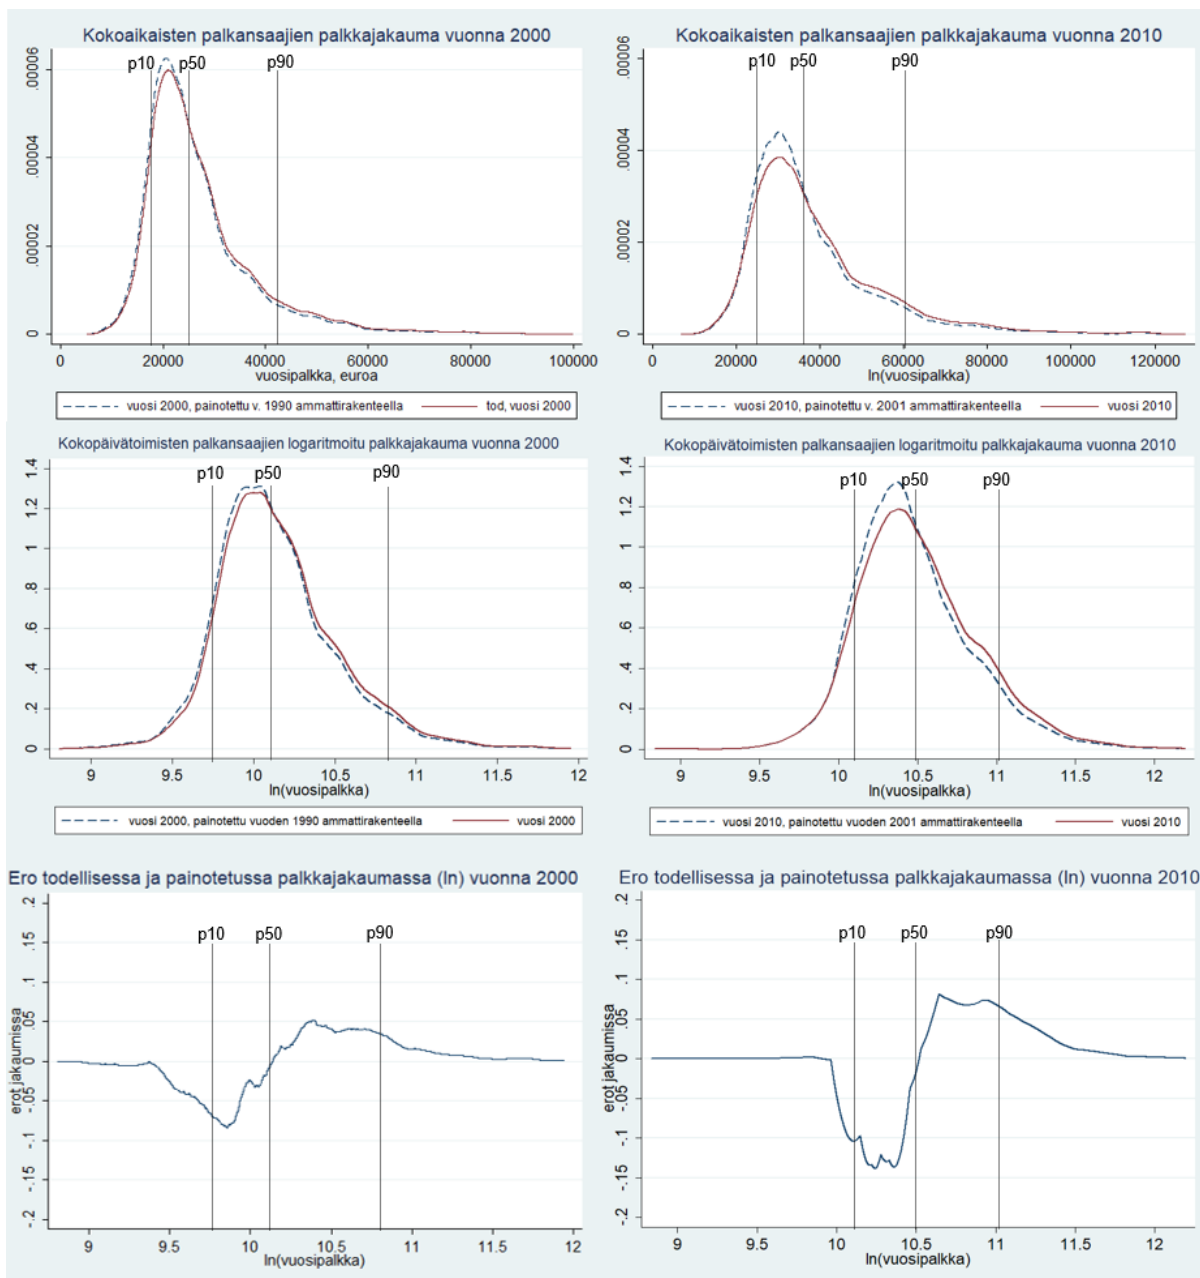 Kokoaikaisten palkansaajien palkkajakauma vuonna 2000
p10 p50 p90
0 .00002 .00004 .00006
0 20000 40000 60000 80000 100000
vuosipalkka, euroa
vuosi 2000, painotettu v. 1990 ammattirakenteella tod, vuosi 2000
Kokoaikaisten palkansaajien palkkajakauma vuonna 2010
p10 p50 p90
0 .00002 .00004 .00006
0 20000 40000 60000 80000 100000 120000
ln(vuosipalkka)
vuosi 2010, painotettu v. 2001 ammattirakenteella vuosi 2010
Kokopäivätoimisten palkansaajien logaritmoitu palkkajakauma vuonna 2000
p10 p50 p90
0 .2 .4 .6 .8 1 1.2 1.4
9 9.5 10 10.5 11 11.5 12
ln(vuosipalkka)
vuosi 2000, painotettu vuoden 1990 ammattirakenteella vuosi 2000
Kokopäivätoimisten palkansaajien logaritmoitu palkkajakauma vuonna 2010
p10 p50 p90
0 .2 .4 .6 .8 1 1.2 1.4
9 9.5 10 10.5 11 11.5 12
ln(vuosipalkka)
vuosi 2010, painotettu vuoden 2001 ammattirakenteella vuosi 2010
Ero todellisessa ja painotetussa palkkajakaumassa (ln) vuonna 2000
p10 p50 p90
erot jakaumissa
-.2 -.15 -.1 -.05 0 .05 .1 .15 .2
9 9.5 10 10.5 11 11.5 12
ln(vuosipalkka)
Ero todellisessa ja painotetussa palkkajakaumassa (ln) vuonna 2010
p10 p50 p90
erot jakaumissa
-.2 -.15 -.1 -.05 0 .05 .1 .15 .2
9 9.5 10 10.5 11 11.5 12
ln(vuosipalkka)